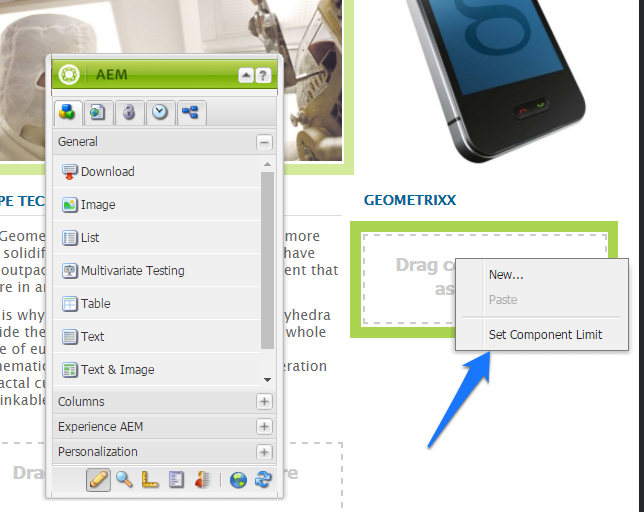 AEM
?
General
Download
Image
List
Multivariate Testing
Table
Text
Text & Image
Columns
Experience AEM
Personalization
PE TEC
Geome
more
solidif
have
outpac
ent that
re in a
is why
yhedra
ide the
whole
e of eu
nemati
eration
actal cu
inkable
Dra
re
GEOMETRIXX
Drag c
as
New...
Paste
Set Component Limit